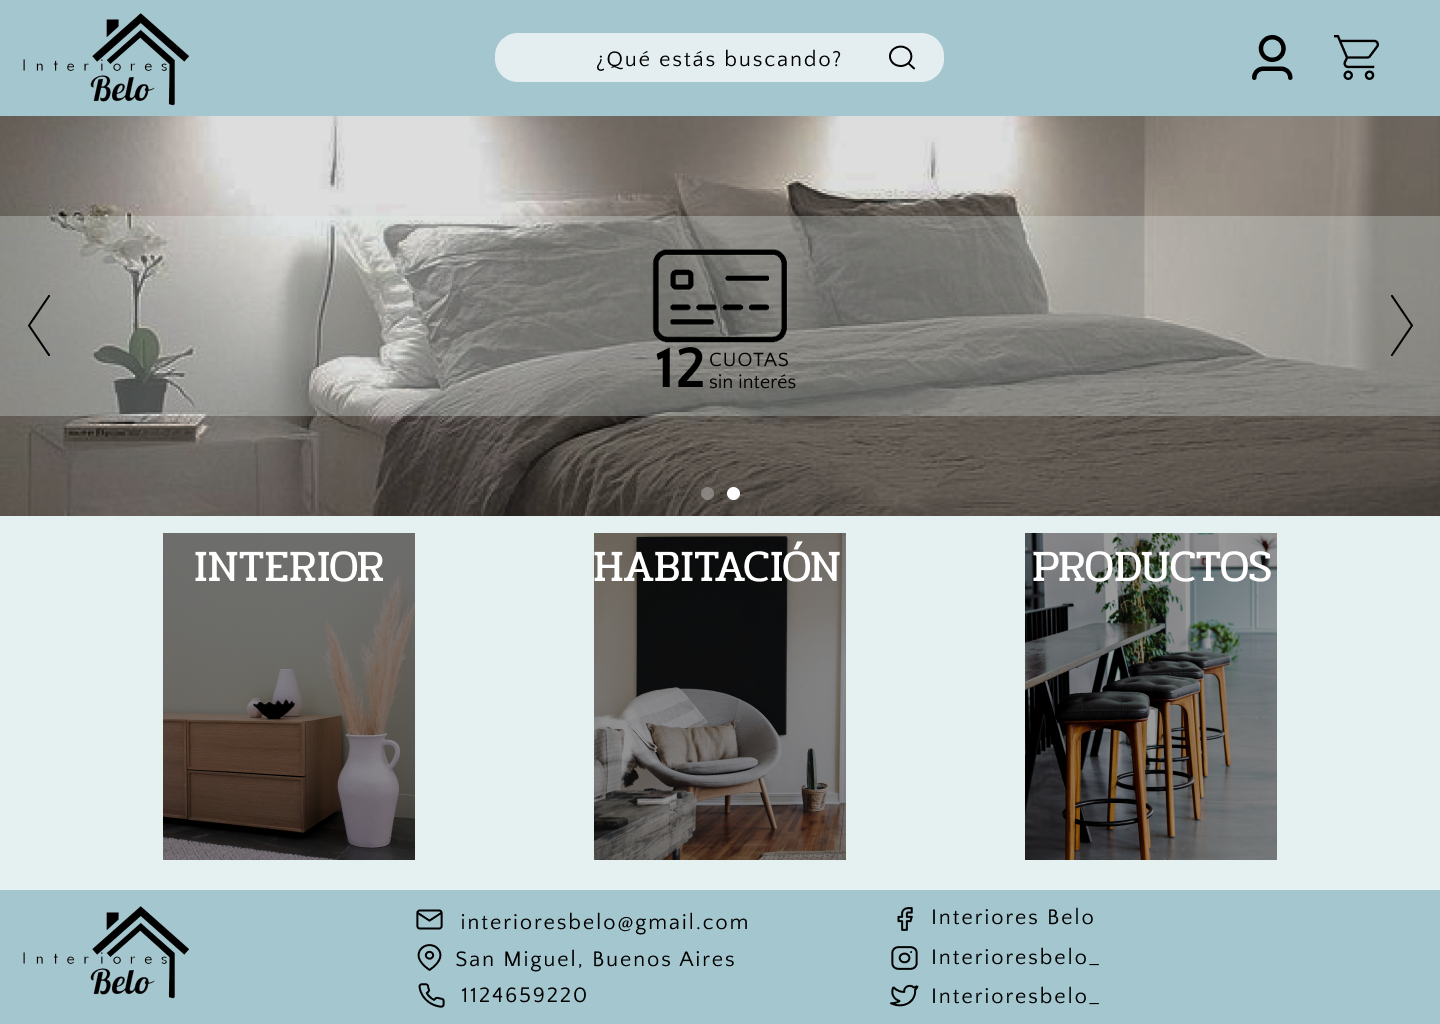 Interiores
Belo
¿Qué estás buscando?
12 CUOTAS
sin interés
INTERIOR
HABITACIÓN
PRODUCTOS
Interiores
Belo
interioresbelo@gmail.com
San Miguel, Buenos Aires
1124659220
Interiores Belo
Interioresbelo_
Interioresbelo_